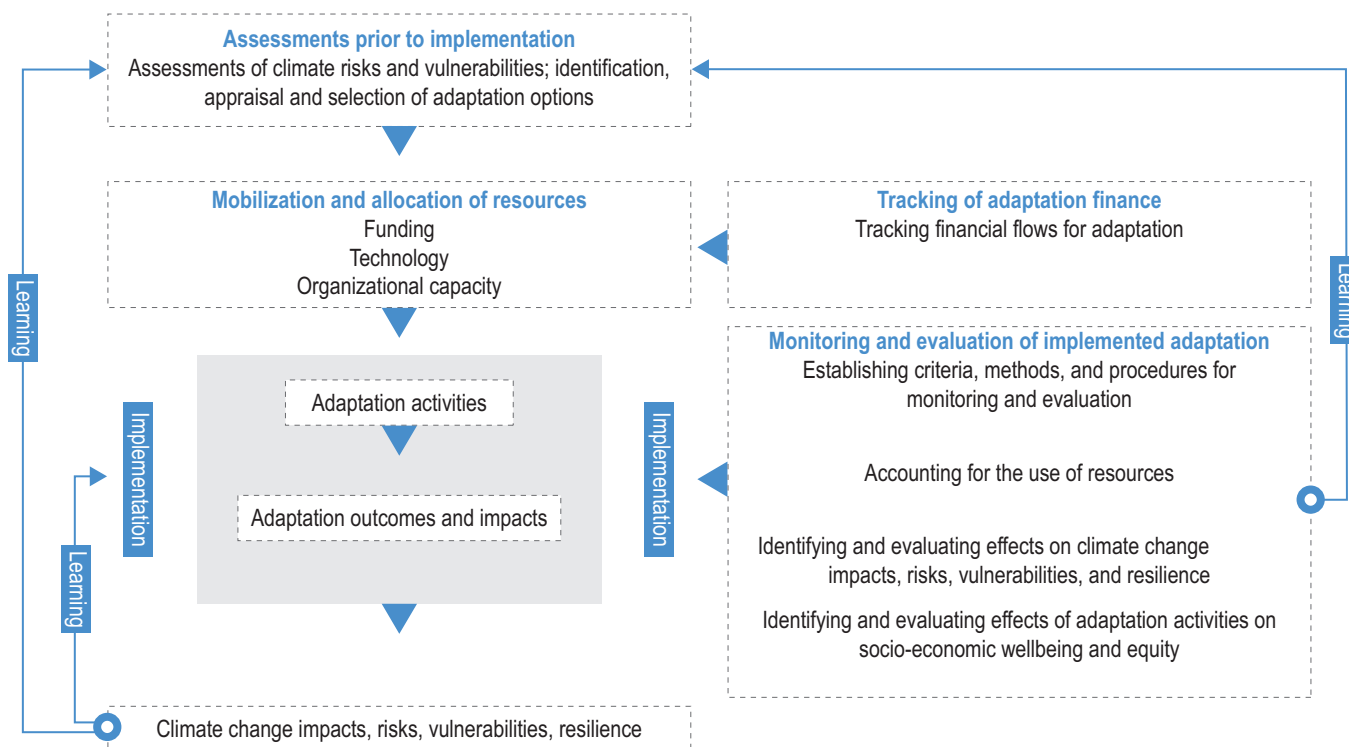 Assessments prior to implementation
Assessments of climate risks and vulnerabilities; identification,
appraisal and selection of adaptation options
Mobilization and allocation of resources
Funding
Technology
Organizational capacity
Tracking of adaptation finance
Tracking financial flows for adaptation
Learning
Learning
Monitoring and evaluation of implemented adaptation
Establishing criteria, methods, and procedures for
monitoring and evaluation
Accounting for the use of resources
Identifying and evaluating effects on climate change
impacts, risks, vulnerabilities, and resilience
Identifying and evaluating effects of adaptation activities on
socio-economic wellbeing and equity
Implementation
Adaptation activities
Adaptation outcomes and impacts
Implementation
Learning
Climate change impacts, risks, vulnerabilities, resilience